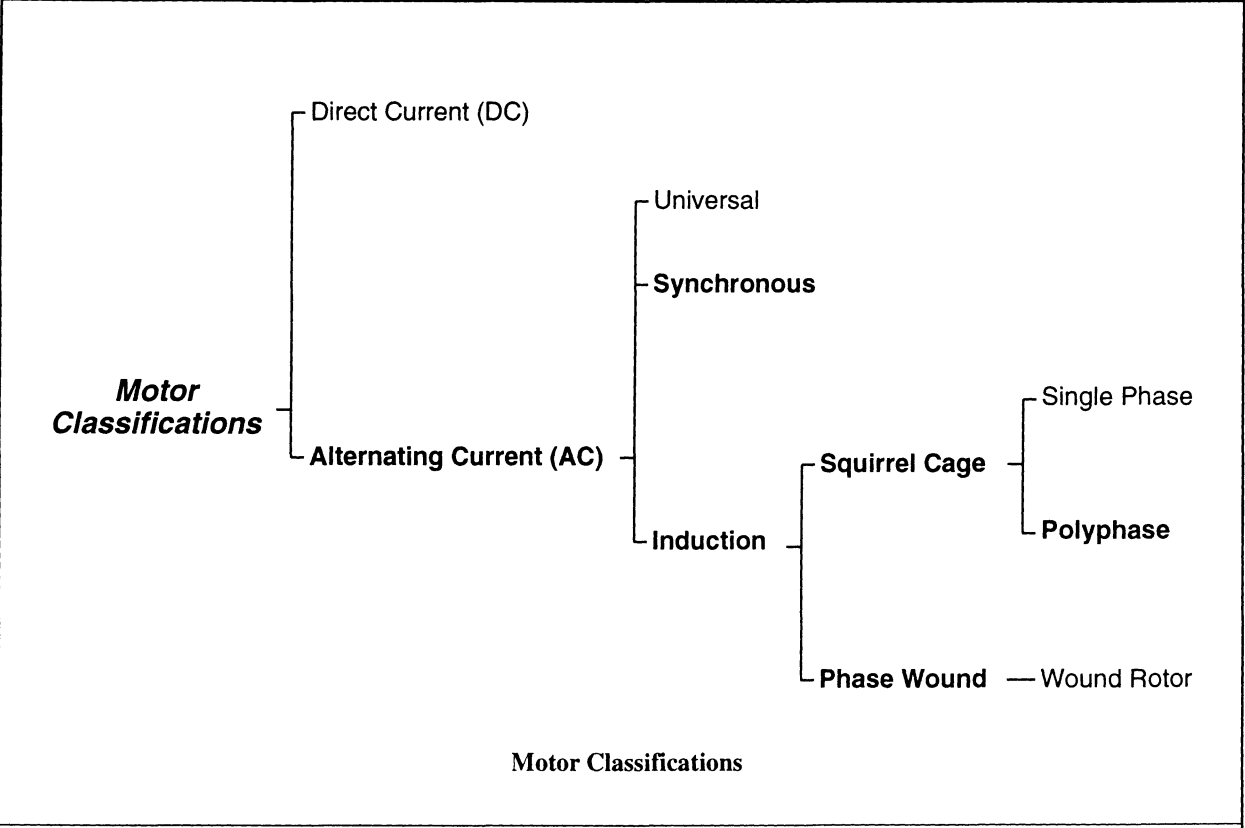 Direct Current (DC)
Universal
Synchronous
Motor
Classifications
Single Phase
Alternating Current (AC)
Squirrel Cage
Polyphase
Induction
Phase Wound
Wound Rotor
Motor Classifications